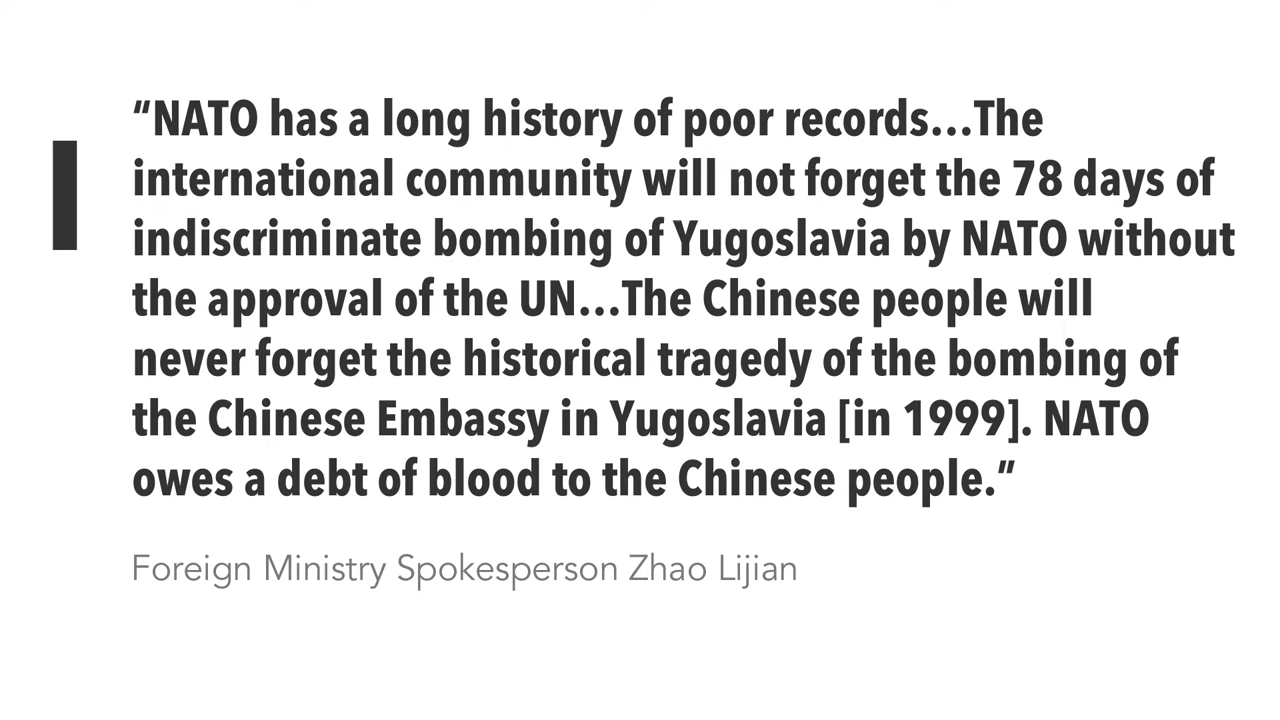 “NATO has a long history of poor records...The
international community will not forget the 78 days of
indiscriminate bombing of Yugoslavia by NATO without
the approval of the UN...The Chinese people will
never forget the historical tragedy of the bombing of
the Chinese Embassy in Yugoslavia [in 1999]. NATO
owes a debt of blood to the Chinese people.”
Foreign Ministry Spokesperson Zhao Lijian